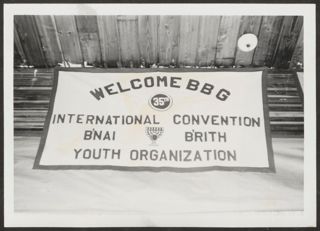 WELCOME BBG
35TH
INTERNATIONAL CONVENTION
B'NAI B'RITH
YOUTH ORGANIZATION